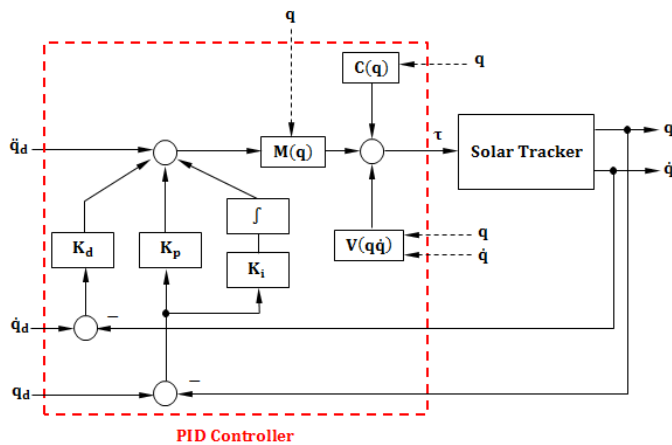 q
C(q)
q
τ
q̈d
M(q)
Solar Tracker
q
q̇
∫
Kd
Kp
Ki
V(qq̇)
q
q̇
q̇d
−
−
qd
PID Controller